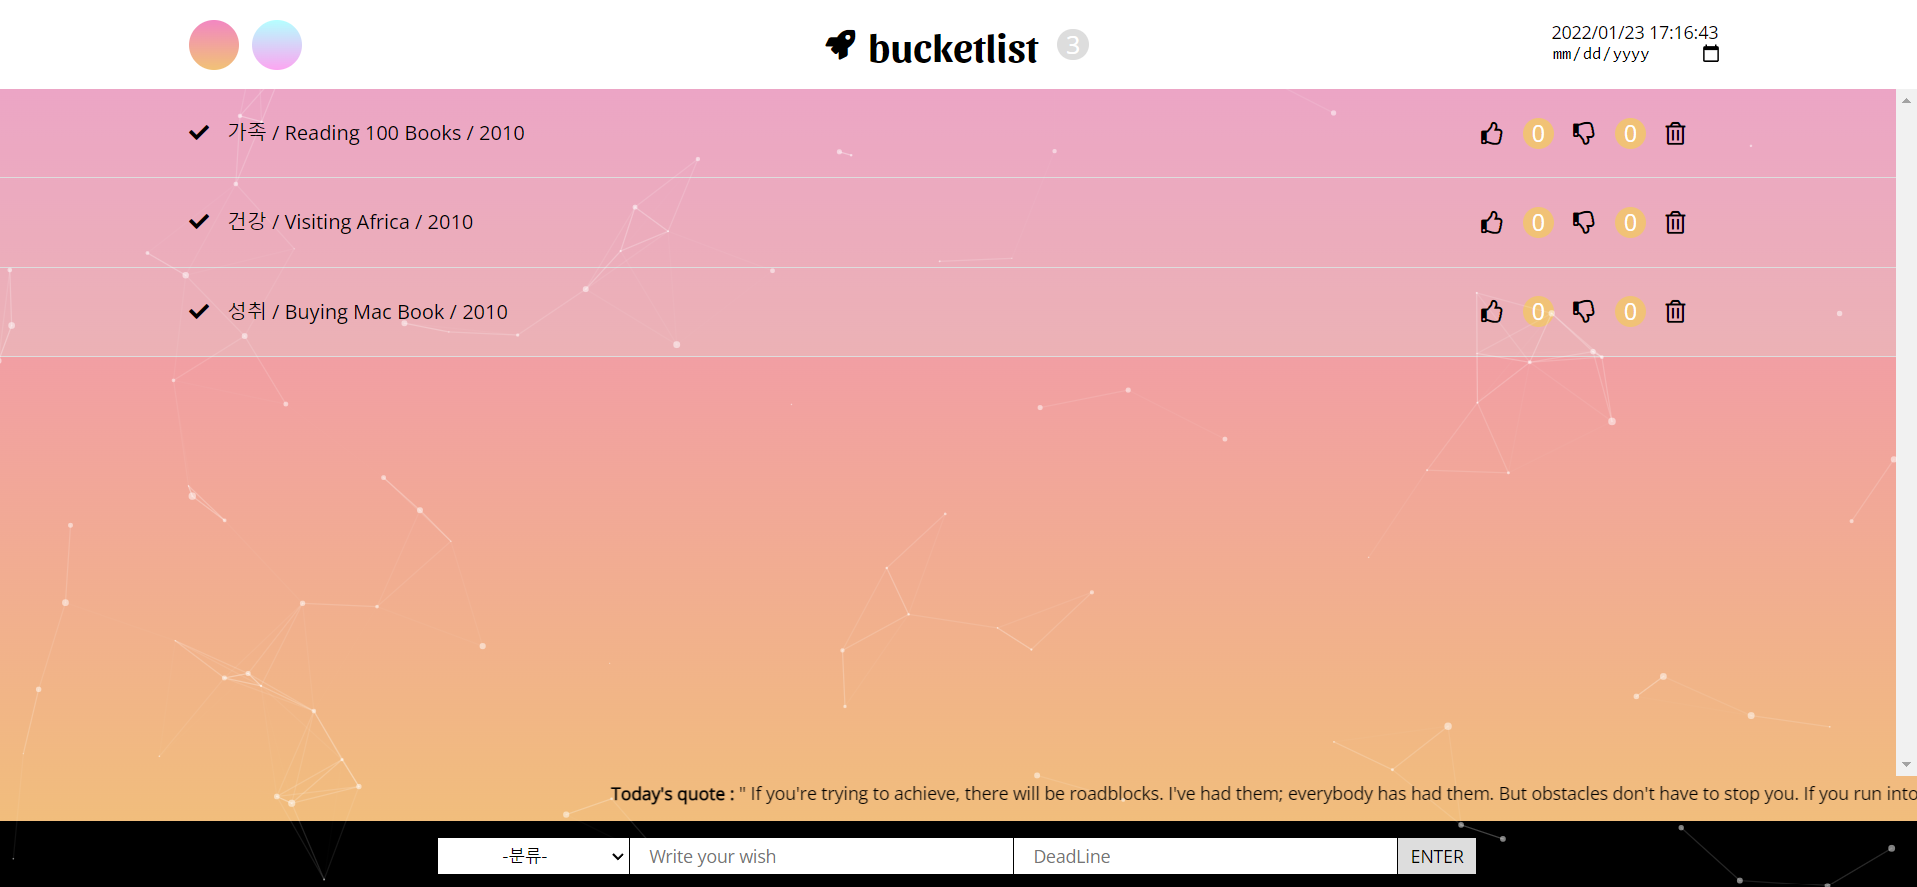 bucketlist 3
2022/01/23 17:16:43
mm/dd/yyyy
가족 / Reading 100 Books / 2010 0 0
건강 / Visiting Africa / 2010 0 0
성취 / Buying Mac Book / 2010 0 0
Today's quote : " If you're trying to achieve, there will be roadblocks. I've had them; everybody has had them. But obstacles don't have to stop you. If you run into
-분류- Write your wish DeadLine ENTER